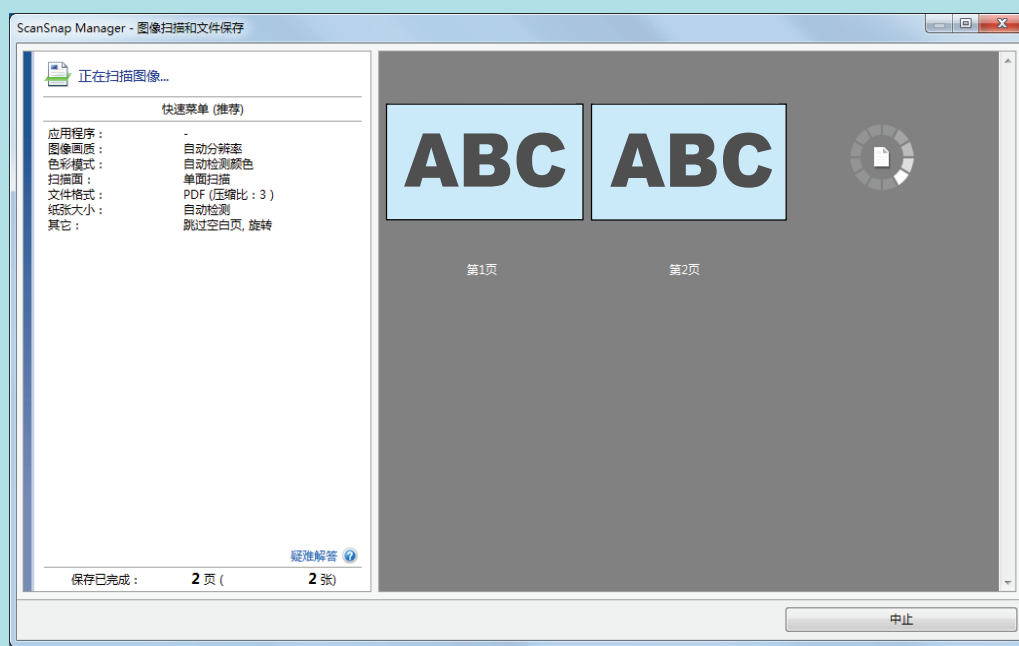 ScanSnap Manager - 图像扫描和文件保存
正在扫描图像...
快速菜单 (推荐)
应用程序： -
图像画质： 自动分辨率
色彩模式： 自动检测颜色
扫描面： 单面扫描
文件格式： PDF (压缩比：3 )
纸张大小： 自动检测
其它： 跳过空白页, 旋转
疑难解答 ?
保存已完成： 2 页 ( 2 张)
ABC ABC
第1页 第2页
中止